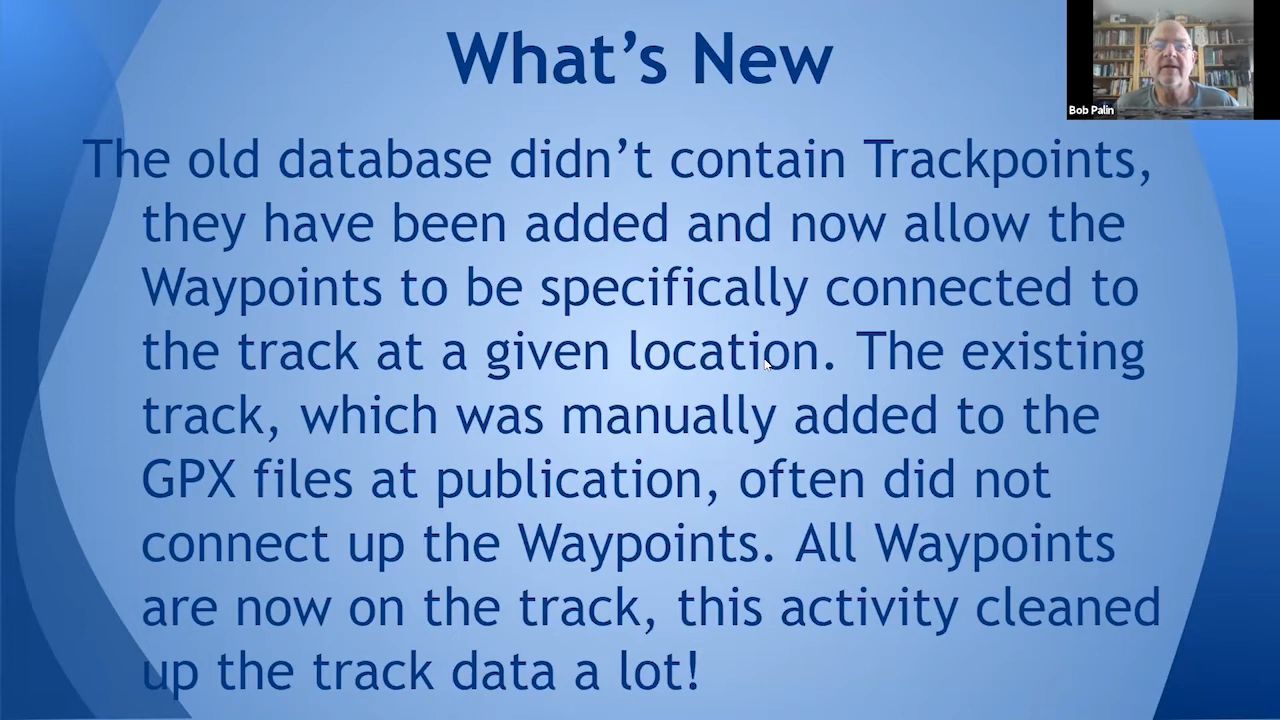 What’s New
Bob Palin
The old database didn’t contain Trackpoints,
they have been added and now allow the
Waypoints to be specifically connected to
the track at a given location. The existing
track, which was manually added to the
GPX files at publication, often did not
connect up the Waypoints. All Waypoints
are now on the track, this activity cleaned
up the track data a lot!